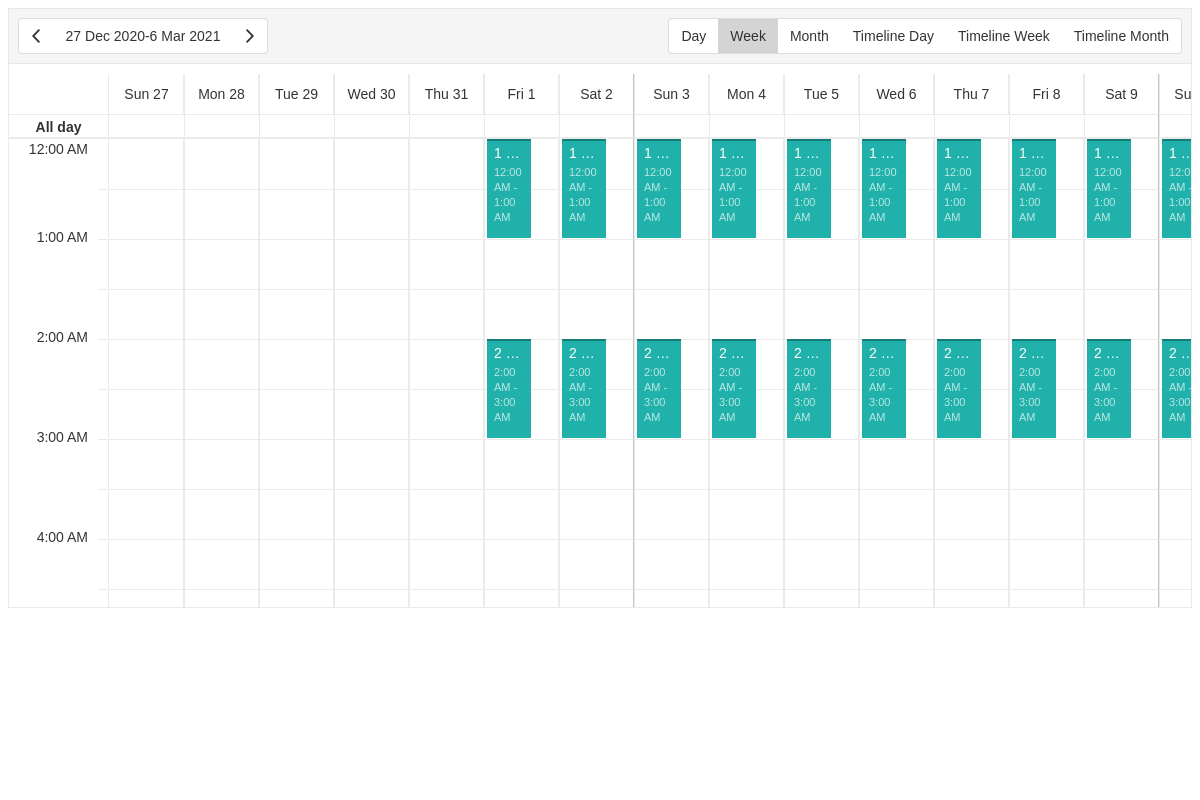 27 Dec 2020-6 Mar 2021
Day Week Month Timeline Day Timeline Week Timeline Month
Sun 27 Mon 28 Tue 29 Wed 30 Thu 31 Fri 1 Sat 2 Sun 3 Mon 4 Tue 5 Wed 6 Thu 7 Fri 8 Sat 9 Su
All day
12:00 AM
1 ... 1 ... 1 ... 1 ... 1 ... 1 ... 1 ... 1 ... 1 ... 1 ...
12:00 12:00 12:00 12:00 12:00 12:00 12:00 12:00 12:00 12:0
AM - AM - AM - AM - AM - AM - AM - AM - AM - AM -
1:00 1:00 1:00 1:00 1:00 1:00 1:00 1:00 1:00 1:00
AM AM AM AM AM AM AM AM AM AM
1:00 AM
2:00 AM
2 ... 2 ... 2 ... 2 ... 2 ... 2 ... 2 ... 2 ... 2 ... 2 ...
2:00 2:00 2:00 2:00 2:00 2:00 2:00 2:00 2:00 2:00
AM - AM - AM - AM - AM - AM - AM - AM - AM - AM -
3:00 3:00 3:00 3:00 3:00 3:00 3:00 3:00 3:00 3:00
AM AM AM AM AM AM AM AM AM AM
3:00 AM
4:00 AM